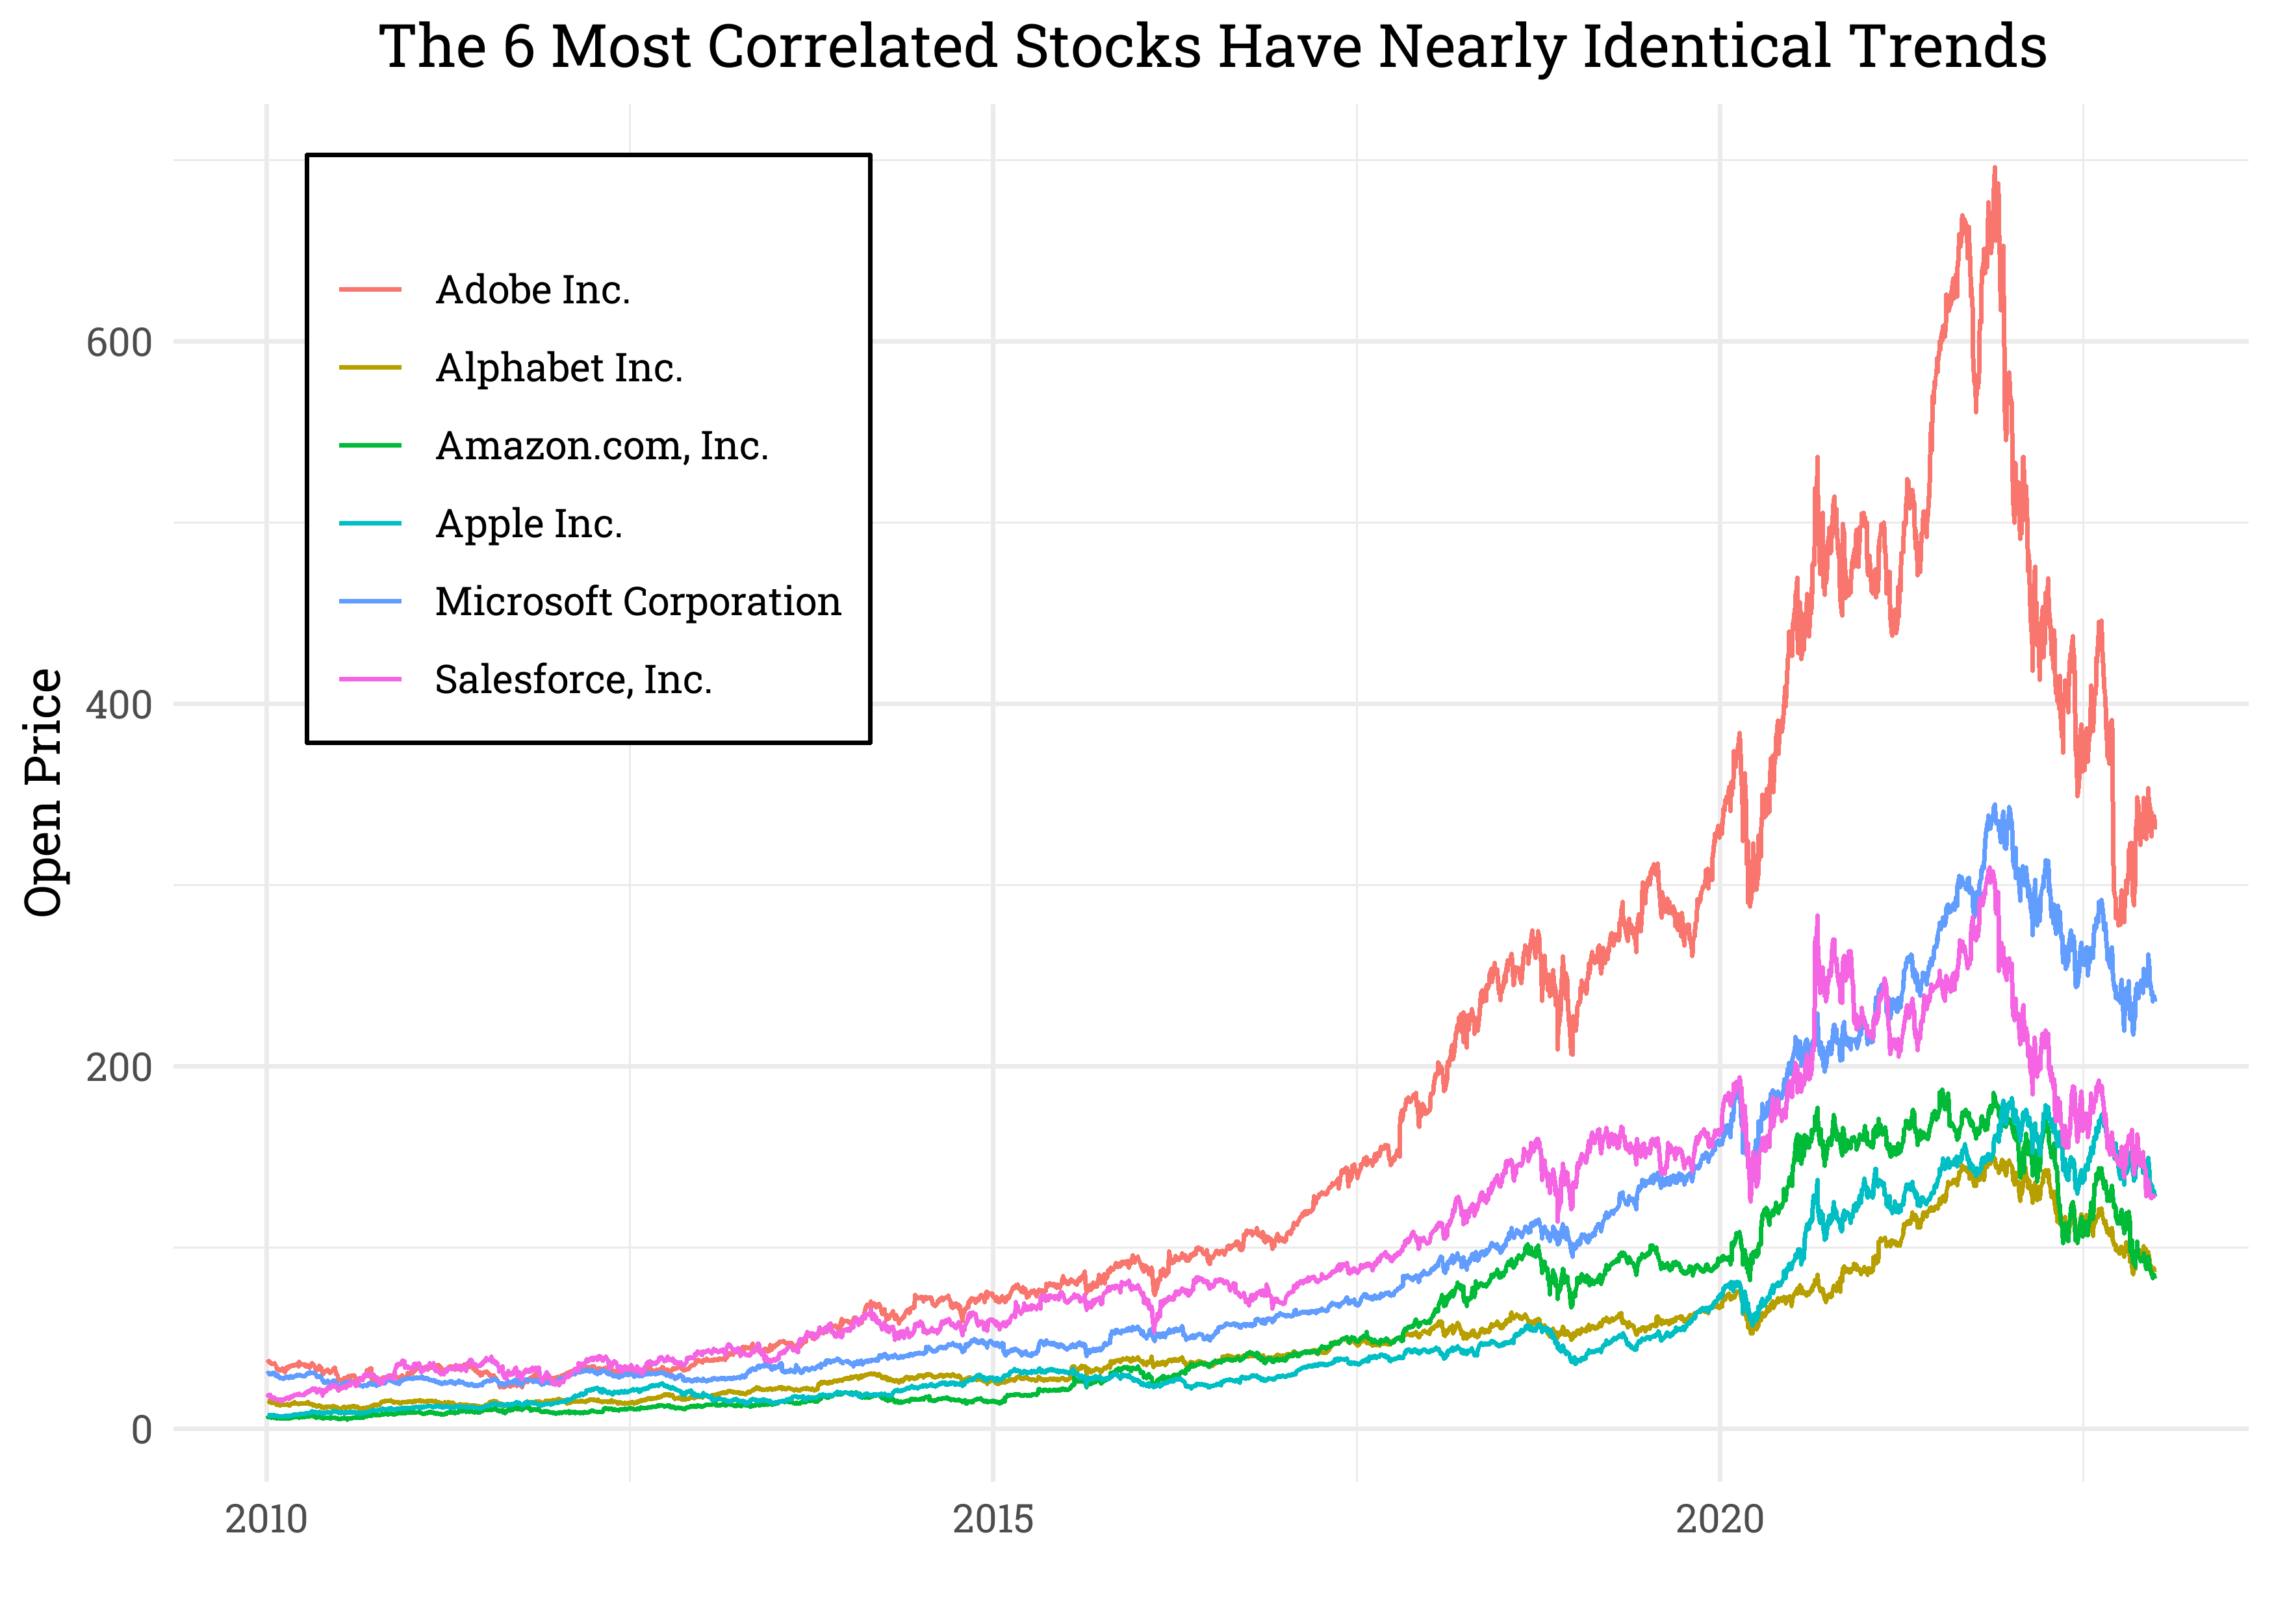 The 6 Most Correlated Stocks Have Nearly Identical Trends
Adobe Inc.
Alphabet Inc.
Amazon.com, Inc.
Apple Inc.
Microsoft Corporation
Salesforce, Inc.
Open Price
600
400
200
0
2010
2015
2020